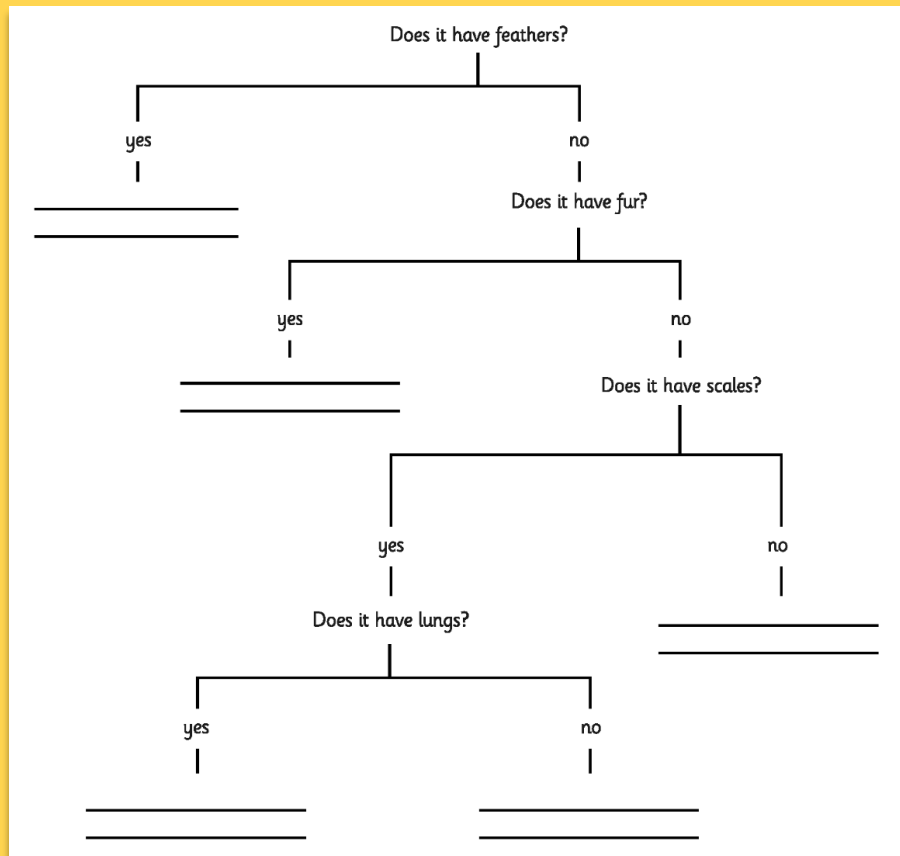 Does it have feathers?
yes
no
Does it have fur?
yes
no
Does it have scales?
yes
no
Does it have lungs?
yes
no